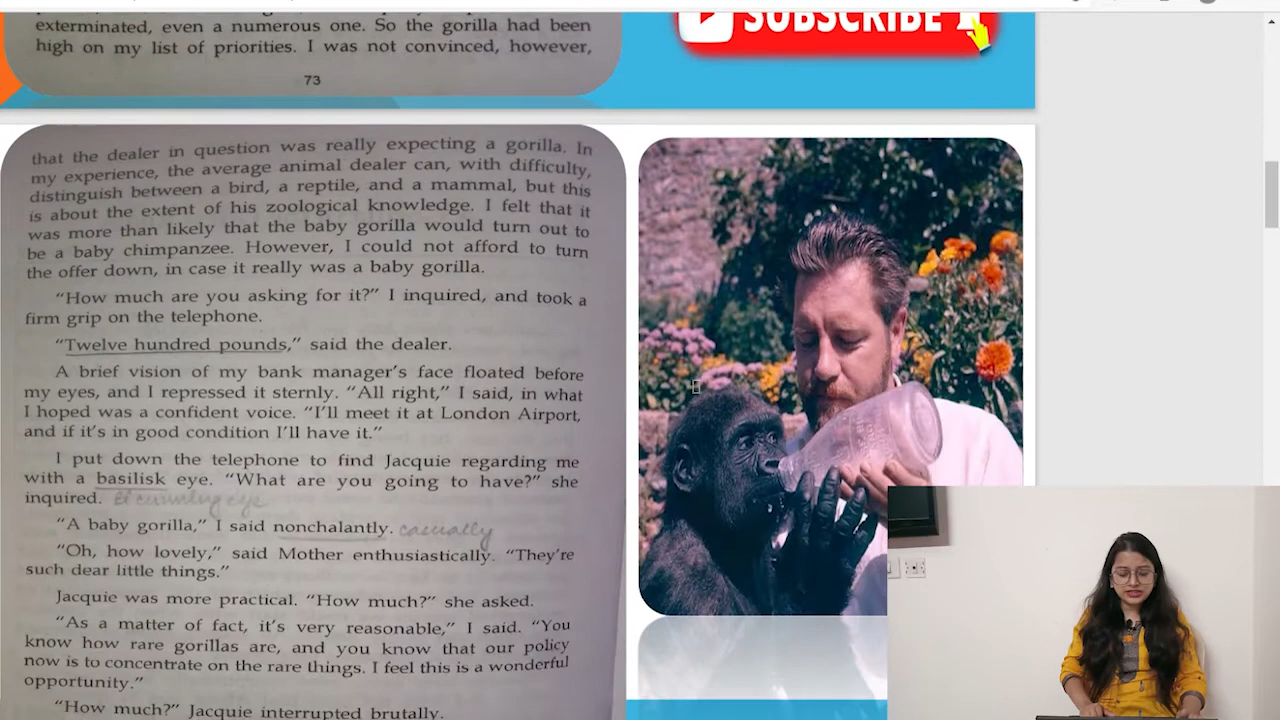 exterminated, even a numerous one. So the gorilla had been
high on my list of priorities. I was not convinced, however,
73
SUBSCRIBE
that the dealer in question was really expecting a gorilla. In
my experience, the average animal dealer can, with difficulty,
distinguish between a bird, a reptile, and a mammal, but this
is about the extent of his zoological knowledge. I felt that it
was more than likely that the baby gorilla would turn out to
be a baby chimpanzee. However, I could not afford to turn
the offer down, in case it really was a baby gorilla.
“How much are you asking for it?” I inquired, and took a
firm grip on the telephone.
“Twelve hundred pounds,” said the dealer.
A brief vision of my bank manager’s face floated before
my eyes, and I repressed it sternly. “All right,” I said, in what
I hoped was a confident voice. “I’ll meet it at London Airport,
and if it’s in good condition I’ll have it.”
I put down the telephone to find Jacquie regarding me
with a basilisk eye. “What are you going to have?” she
inquired. cunning eye
“A baby gorilla,” I said nonchalantly. casually
“Oh, how lovely,” said Mother enthusiastically. “They’re
such dear little things.”
Jacquie was more practical. “How much?” she asked.
“As a matter of fact, it’s very reasonable,” I said. “You
know how rare gorillas are, and you know that our policy
now is to concentrate on the rare things. I feel this is a wonderful
opportunity.”
“How much?” Jacquie interrupted brutally.